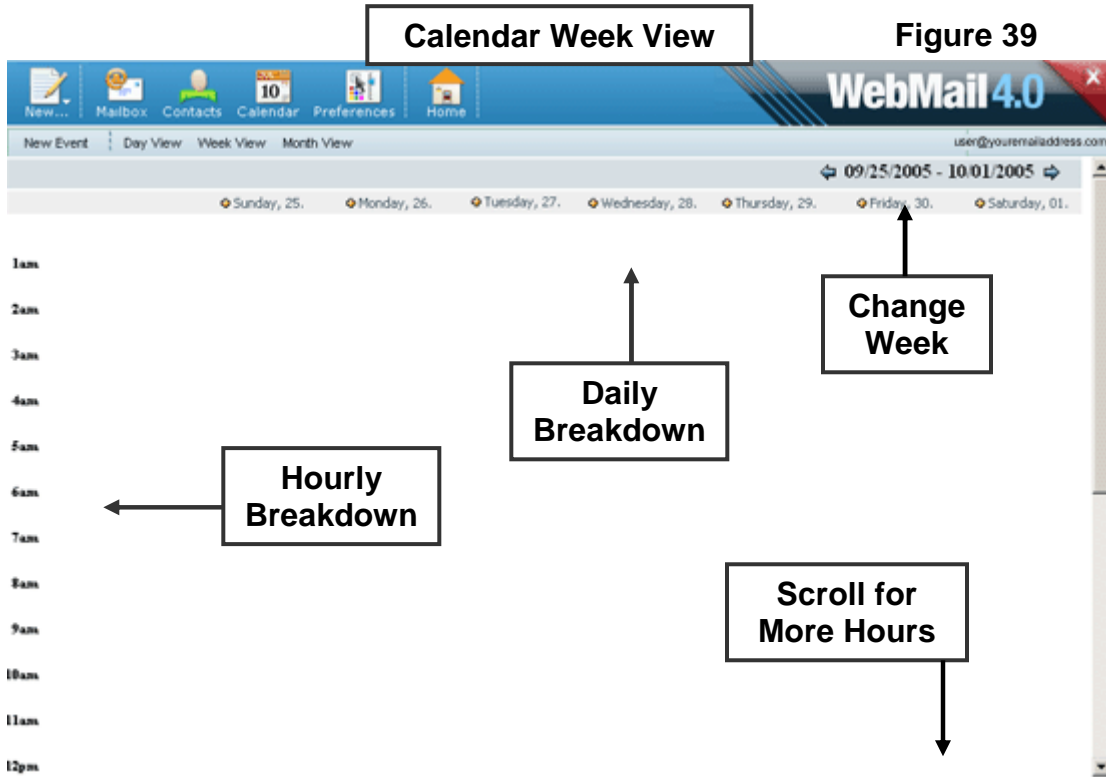 Calendar Week View
Figure 39
New...
Mailbox
Contacts
Calendar
Preferences
Home
10
WebMail 4.0
New Event
Day View
Week View
Month View
user@youremailaddress.com
09/25/2005 - 10/01/2005
Sunday, 25.
Monday, 26.
Tuesday, 27.
Wednesday, 28.
Thursday, 29.
Friday, 30.
Saturday, 01.
1am
2am
3am
4am
5am
6am
7am
8am
9am
10am
11am
12pm
Change
Week
Daily
Breakdown
Hourly
Breakdown
Scroll for
More Hours